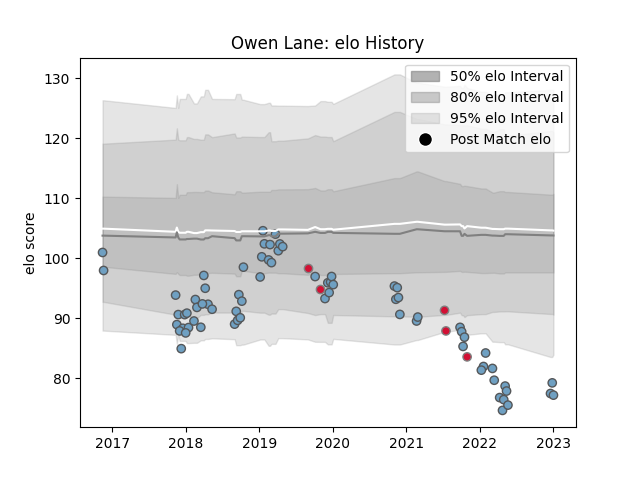 Owen Lane: elo History
130
120
110
100
90
80
elo score
50% elo Interval
80% elo Interval
95% elo Interval
Post Match elo
2017 2018 2019 2020 2021 2022 2023